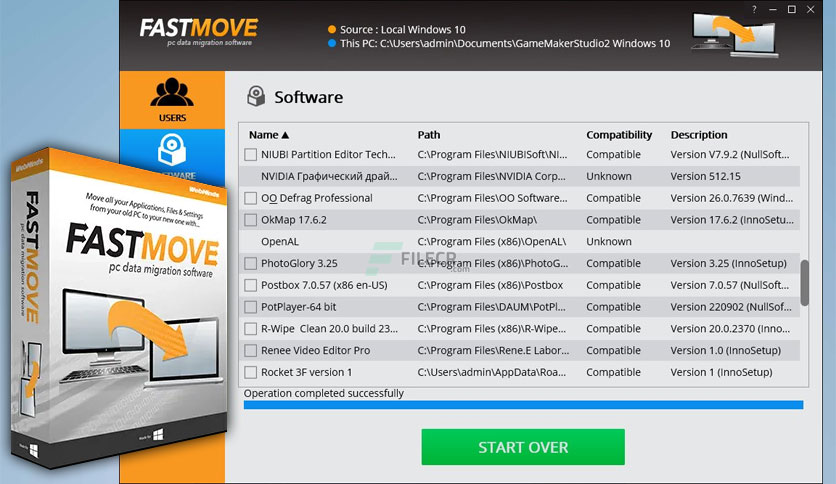 FASTMOVE
pc data migration software
Source : Local Windows 10
This PC: C:\Users\admin\Documents\GameMakerStudio2 Windows 10
USERS
Software
Name Path Compatibility Description
NIUBI Partition Editor Tech... C:\Program Files\NIUBISoft\NI... Compatible Version V7.9.2 (NullSoft...
NVIDIA Графический драй... C:\Program Files\NVIDIA Corp... Unknown Version 512.15
OO Defrag Professional C:\Program Files\OO Software... Compatible Version 26.0.7639 (Wind...
OkMap 17.6.2 C:\Program Files\OkMap\ Compatible Version 17.6.2 (InnoSetu...
OpenAL C:\Program Files (x86)\OpenAL\ Unknown
PhotoGlory 3.25 C:\Program Files (x86)\PhotoG... Compatible Version 3.25 (InnoSetup)
Postbox 7.0.57 (x86 en-US) C:\Program Files (x86)\Postbox Compatible Version 7.0.57 (NullSof...
PotPlayer-64 bit C:\Program Files\DAUM\PotPl... Compatible Version 220902 (NullSof...
R-Wipe Clean 20.0 build 23... C:\Program Files (x86)\R-Wipe... Compatible Version 20.0.2370 (Inno...
Renee Video Editor Pro C:\Program Files\Rene.E Labor... Compatible Version 1.0 (InnoSetup)
Rocket 3F version 1 C:\Users\admin\AppData\Roa... Compatible Version 1 (InnoSetup)
Operation completed successfully
START OVER
FILECR
.com
WebMinds
Move all your Applications, Files & Settings
from your old PC to your new one with...
FASTMOVE
pc data migration software
FASTMOVE
pc data migration software
Made for